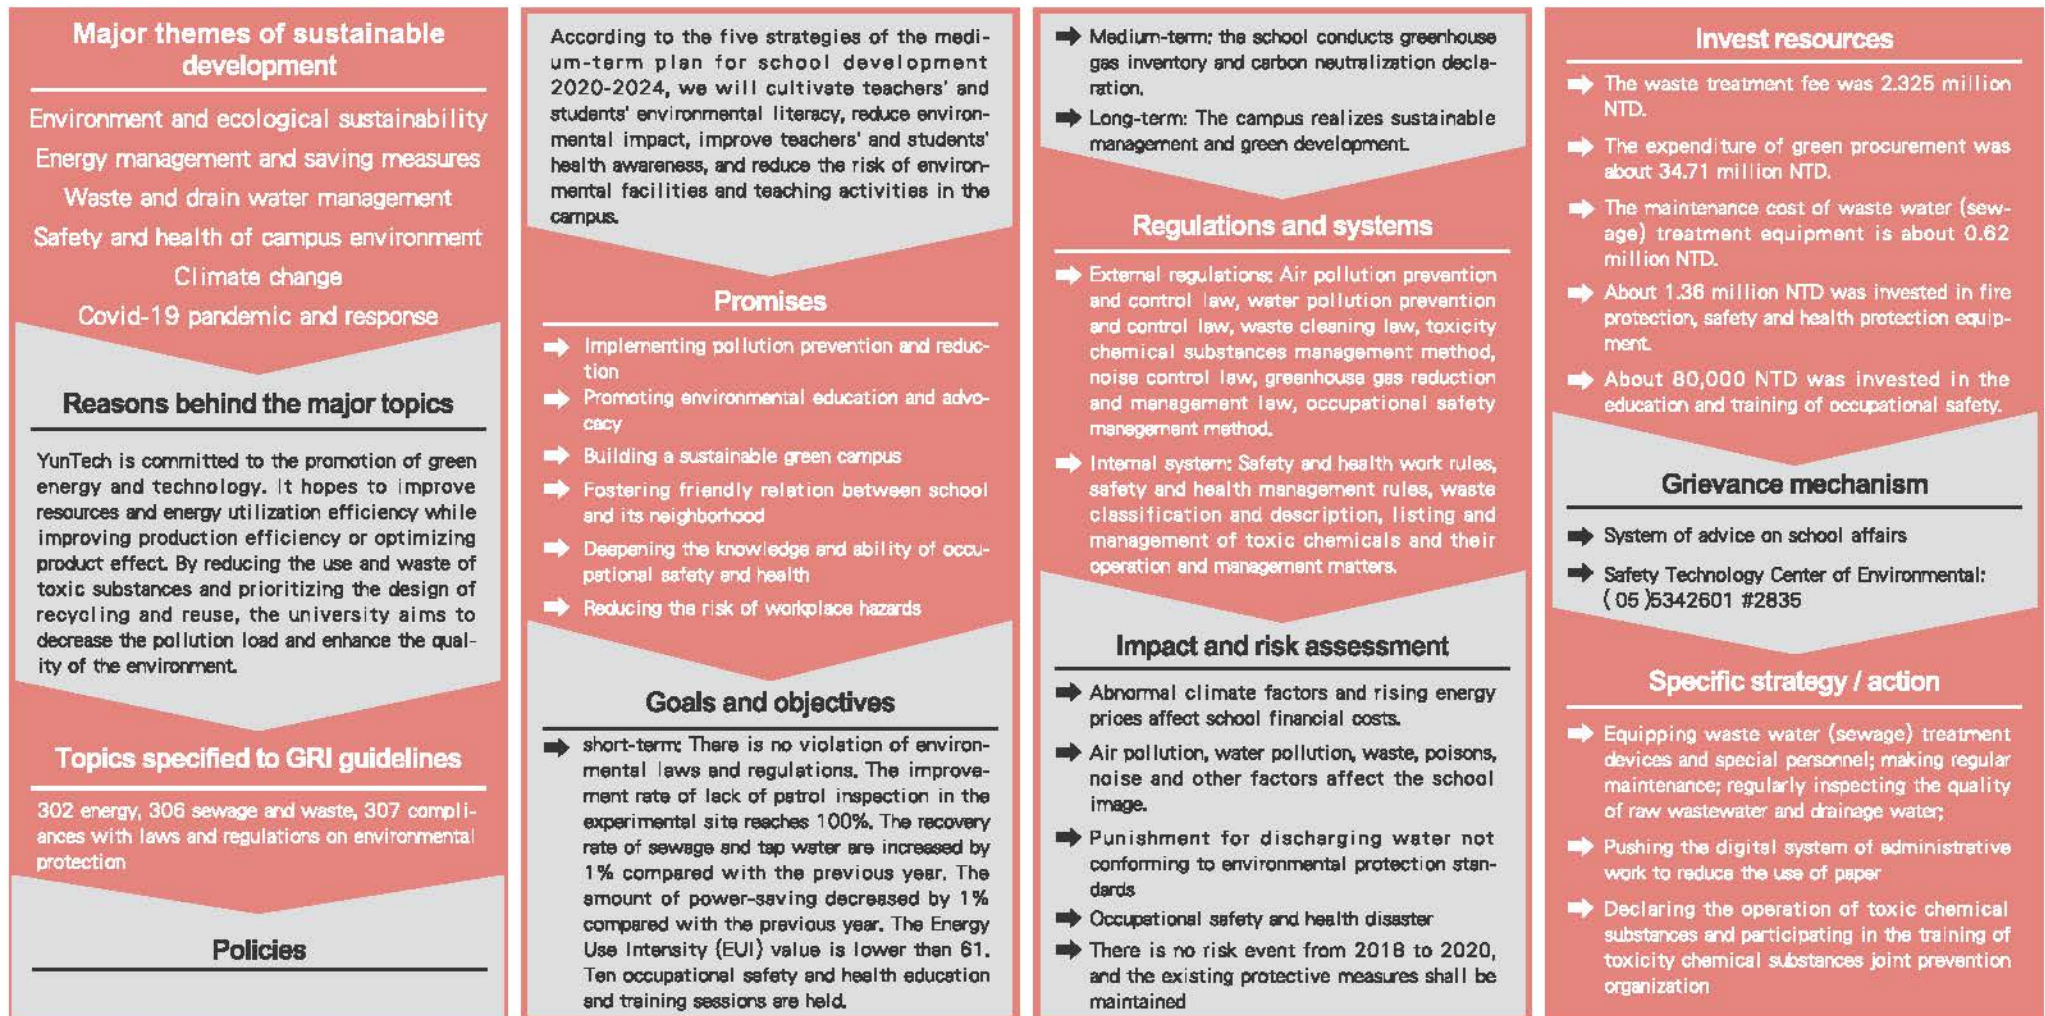 Major themes of sustainable
development
Environment and ecological sustainability
Energy management and saving measures
Waste and drain water management
Safety and health of campus environment
Climate change
Covid-19 pandemic and response
Reasons behind the major topics
YunTech is committed to the promotion of green
energy and technology. It hopes to improve
resources and energy utilization efficiency while
improving production efficiency or optimizing
product effect. By reducing the use and waste of
toxic substances and prioritizing the design of
recycling and reuse, the university aims to
decrease the pollution load and enhance the qual-
ity of the environment.
Topics specified to GRI guidelines
302 energy, 306 sewage and waste, 307 compli-
ances with laws and regulations on environmental
protection
Policies
According to the five strategies of the medi-
um-term plan for school development
2020-2024, we will cultivate teachers' and
students' environmental literacy, reduce environ-
mental impact, improve teachers' and students'
health awareness, and reduce the risk of environ-
mental facilities and teaching activities in the
campus.
Promises
➡ Implementing pollution prevention and reduc-
tion
➡ Promoting environmental education and advo-
cacy
➡ Building a sustainable green campus
➡ Fostering friendly relation between school
and its neighborhood
➡ Deepening the knowledge and ability of occu-
pational safety and health
➡ Reducing the risk of workplace hazards
Goals and objectives
➡ short-term: There is no violation of environ-
mental laws and regulations. The improve-
ment rate of lack of patrol inspection in the
experimental site reaches 100%. The recovery
rate of sewage and tap water are increased by
1% compared with the previous year. The
amount of power-saving decreased by 1%
compared with the previous year. The Energy
Use Intensity (EUI) value is lower than 61.
Ten occupational safety and health education
and training sessions are held.
➡ Medium-term: the school conducts greenhouse
gas inventory and carbon neutralization decla-
ration.
➡ Long-term: The campus realizes sustainable
management and green development.
Regulations and systems
➡ External regulations: Air pollution prevention
and control law, water pollution prevention
and control law, waste cleaning law, toxicity
chemical substances management method,
noise control law, greenhouse gas reduction
and management law, occupational safety
management method.
➡ Internal system: Safety and health work rules,
safety and health management rules, waste
classification and description, listing and
management of toxic chemicals and their
operation and management matters.
Impact and risk assessment
➡ Abnormal climate factors and rising energy
prices affect school financial costs.
➡ Air pollution, water pollution, waste, poisons,
noise and other factors affect the school
image.
➡ Punishment for discharging water not
conforming to environmental protection stan-
dards
➡ Occupational safety and health disaster
➡ There is no risk event from 2018 to 2020,
and the existing protective measures shall be
maintained
Invest resources
➡ The waste treatment fee was 2.325 million
NTD.
➡ The expenditure of green procurement was
about 34.71 million NTD.
➡ The maintenance cost of waste water (sew-
age) treatment equipment is about 0.62
million NTD.
➡ About 1.36 million NTD was invested in fire
protection, safety and health protection equip-
ment.
➡ About 80,000 NTD was invested in the
education and training of occupational safety.
Grievance mechanism
➡ System of advice on school affairs
➡ Safety Technology Center of Environmental:
( 05 )5342601 #2835
Specific strategy / action
➡ Equipping waste water (sewage) treatment
devices and special personnel; making regular
maintenance; regularly inspecting the quality
of raw wastewater and drainage water;
➡ Pushing the digital system of administrative
work to reduce the use of paper
➡ Declaring the operation of toxic chemical
substances and participating in the training of
toxicity chemical substances joint prevention
organization